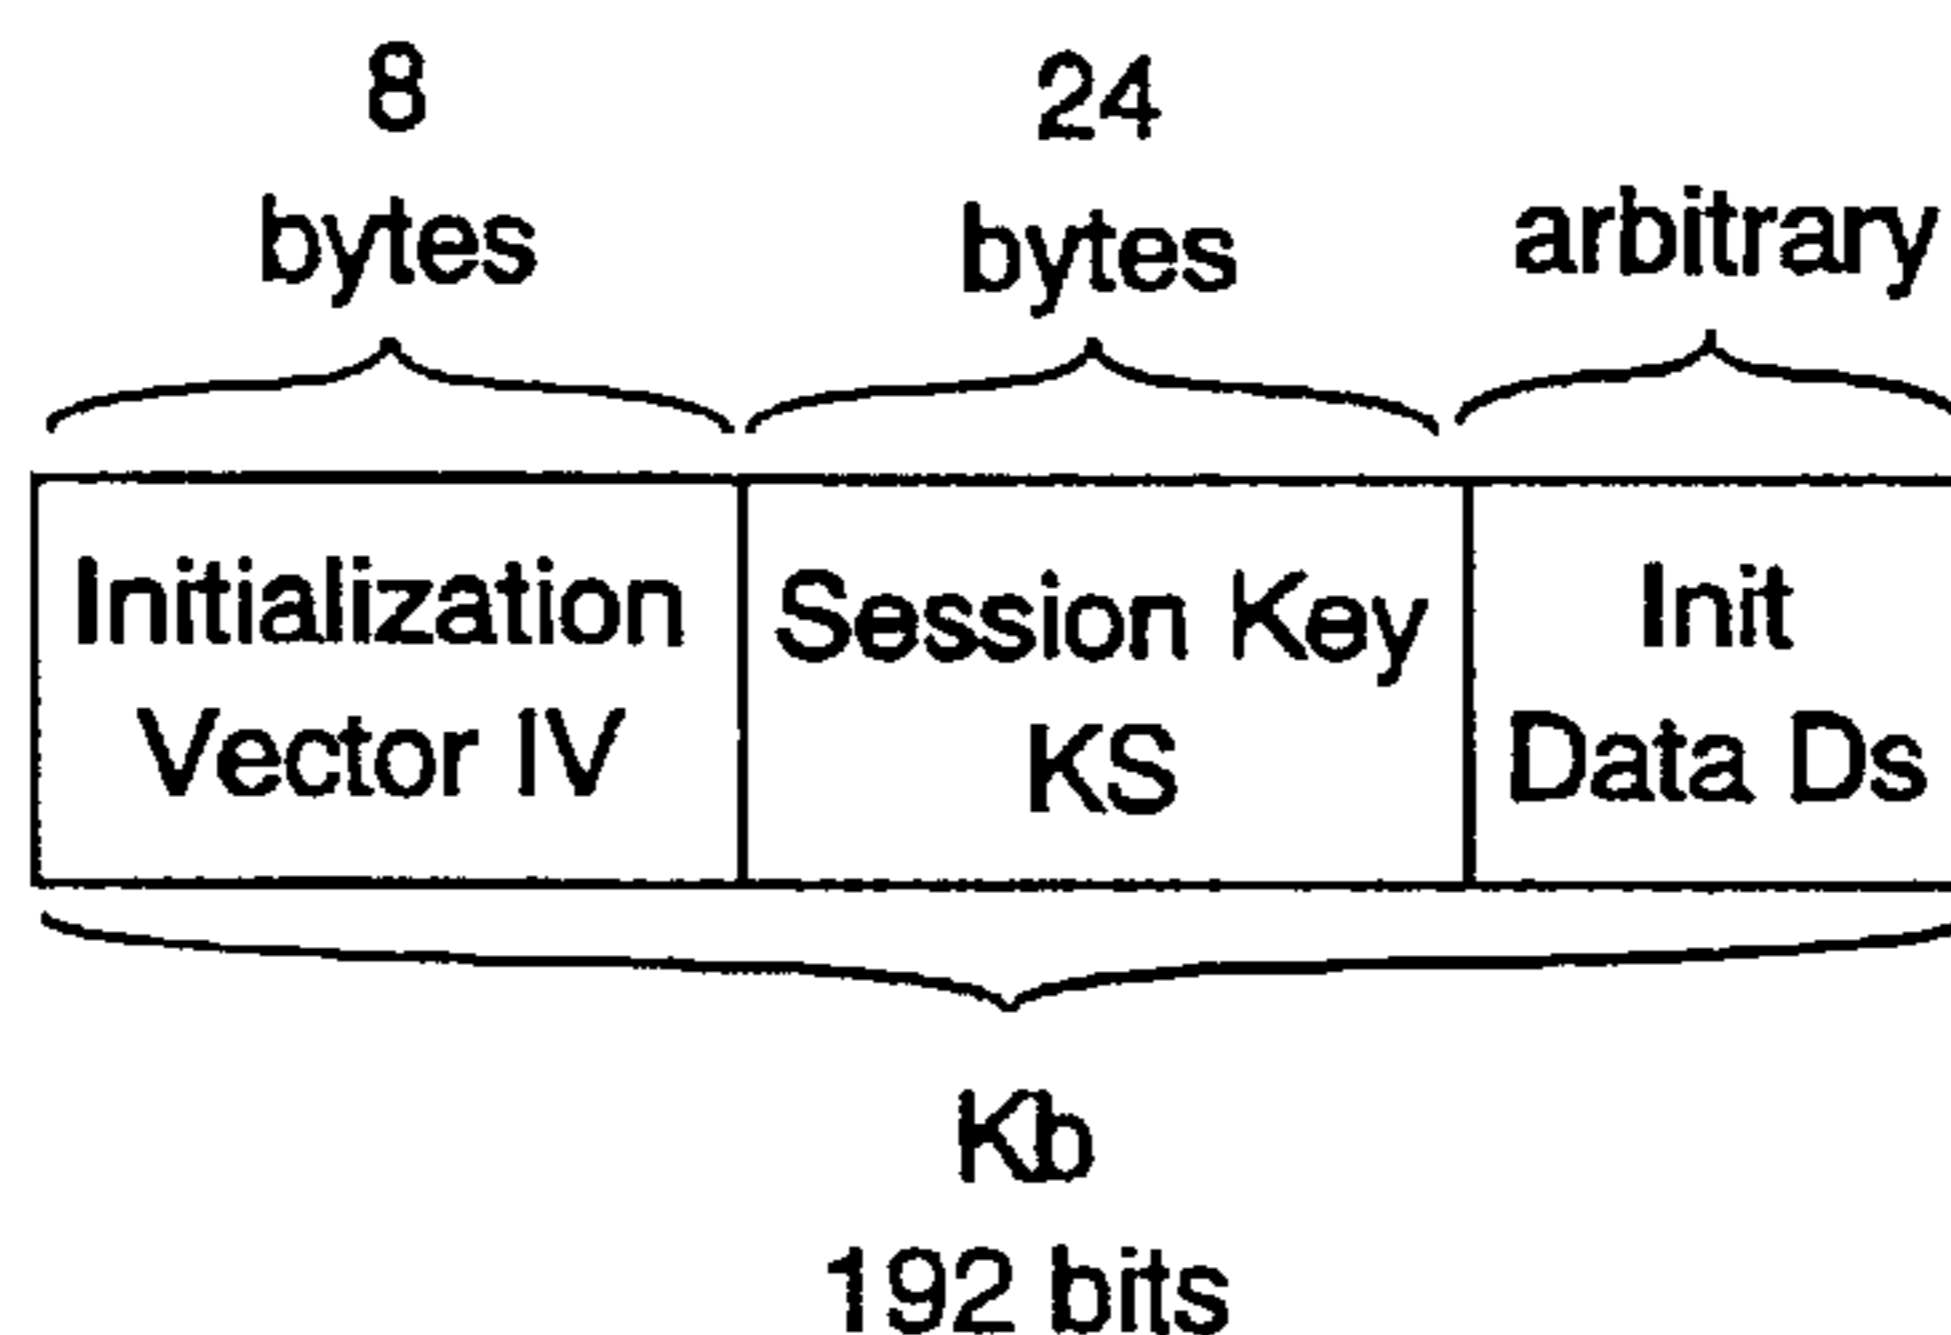 8
bytes
24
bytes
arbitrary
Initialization
Vector IV
Session Key
KS
Init
Data Ds
Kb
192 bits